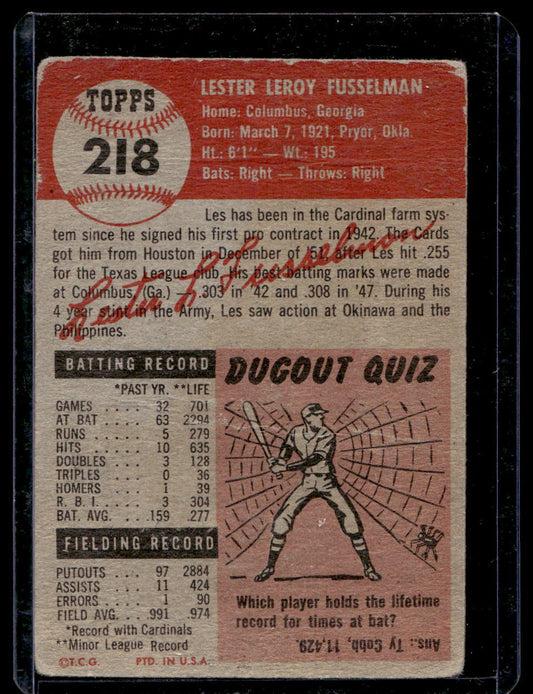 TOPPS
218
LESTER LEROY FUSSELMAN
Home: Columbus, Georgia
Born: March 7, 1921, Pryor, Okla.
Ht.: 6'1" — Wt.: 195
Bats: Right — Throws: Right
Les has been in the Cardinal farm sys-
tem since he signed his first pro contract in 1942. The Cards
got him from Houston in December of '51, after Les hit .255
for the Texas League club. His best batting marks were made
at Columbus (Ga.) — .303 in '42 and .308 in '47. During his
4 year stint in the Army, Les saw action at Okinawa and the
Philippines.
Lester L Fusselman
BATTING RECORD
*PAST YR. **LIFE
GAMES .... 32 701
AT BAT .... 63 2294
RUNS ..... 5 279
HITS ..... 10 635
DOUBLES ... 3 128
TRIPLES .... 0 36
HOMERS .... 1 39
R. B. I. .... 3 304
BAT. AVG. .. .159 .277
FIELDING RECORD
PUTOUTS ... 97 2884
ASSISTS .... 11 424
ERRORS .... 1 90
FIELD AVG. .. .991 .974
*Record with Cardinals
**Minor League Record
©T.C.G. PTD. IN U.S.A.
DUGOUT QUIZ
Which player holds the lifetime
record for times at bat?
Ans.. Ty Cobb, 11,429.